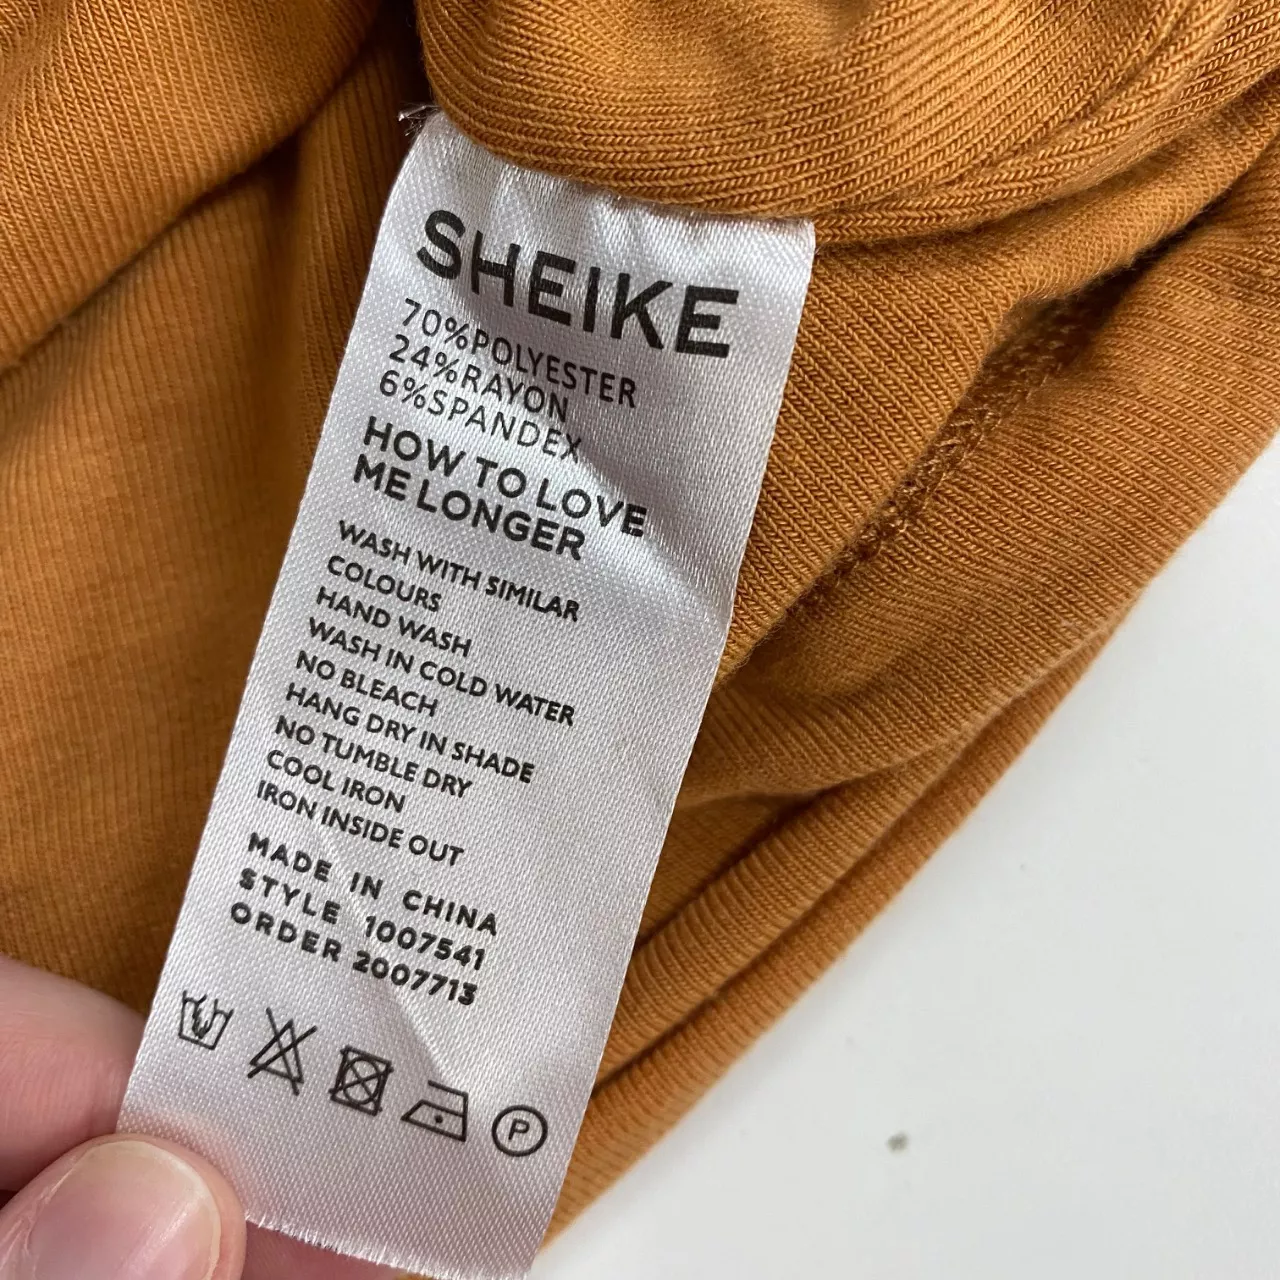 SHEIKE
70%POLYESTER
24%RAYON
6%SPANDEX
HOW TO LOVE
ME LONGER
WASH WITH SIMILAR
COLOURS
HAND WASH
WASH IN COLD WATER
NO BLEACH
HANG DRY IN SHADE
NO TUMBLE DRY
COOL IRON
IRON INSIDE OUT
MADE IN CHINA
STYLE 1007541
ORDER 2007713
P